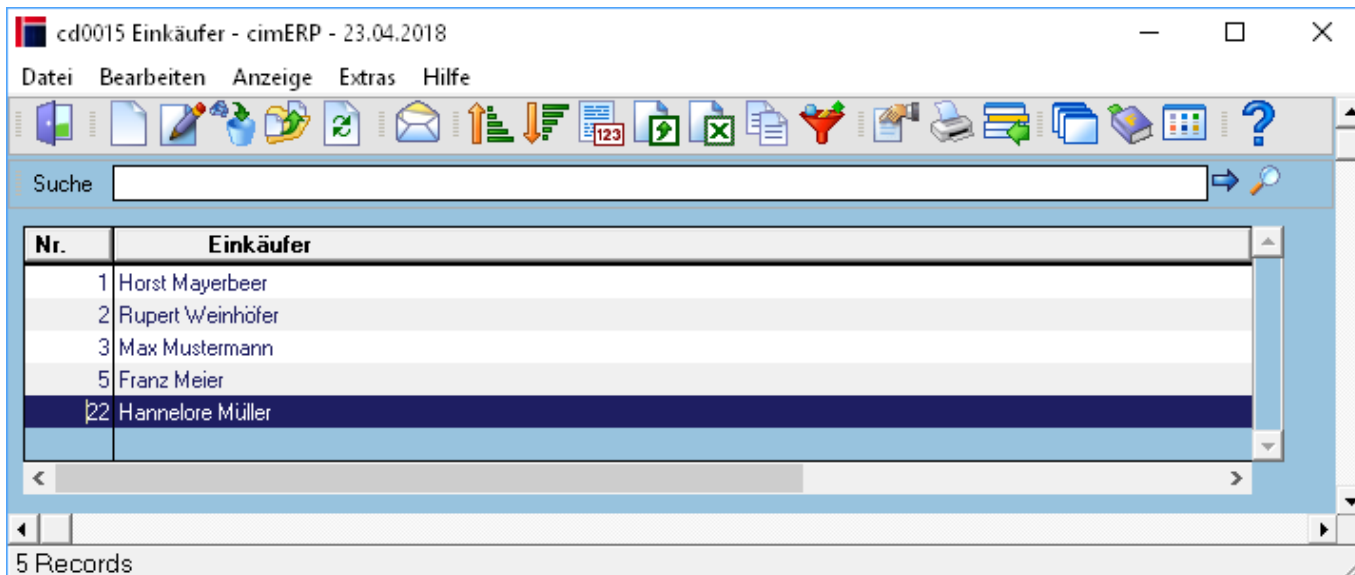 cd0015 Einkäufer - cimERP - 23.04.2018
Datei Bearbeiten Anzeige Extras Hilfe
123
Suche
Nr. Einkäufer
1 Horst Mayerbeer
2 Rupert Weinhöfer
3 Max Mustermann
5 Franz Meier
22 Hannelore Müller
5 Records